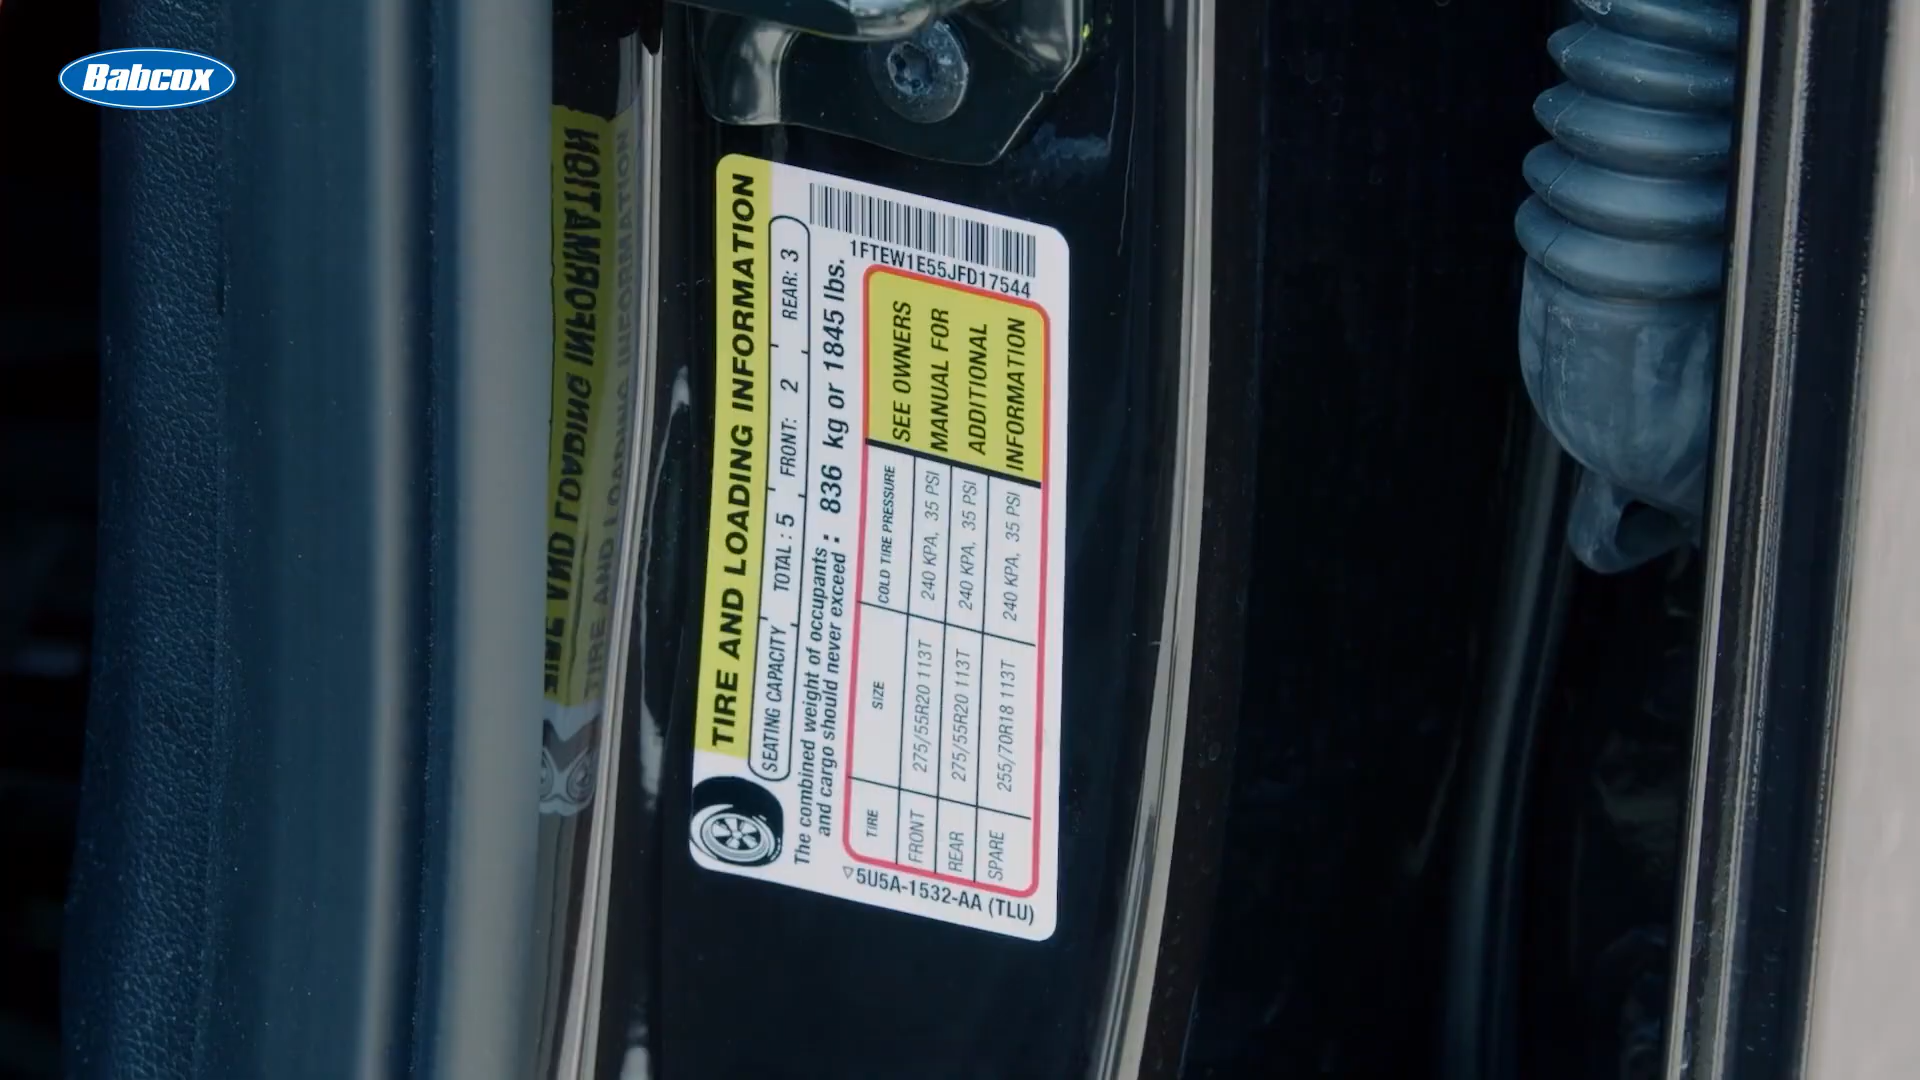 Babcox
TIRE AND LOADING INFORMATION
SEATING CAPACITY TOTAL : 5 FRONT: 2 REAR: 3
The combined weight of occupants
and cargo should never exceed : 836 kg or 1845 lbs.
TIRE SIZE COLD TIRE PRESSURE
FRONT 275/55R20 113T 240 KPA, 35 PSI
REAR 275/55R20 113T 240 KPA, 35 PSI
SPARE 255/70R18 113T 240 KPA, 35 PSI
SEE OWNERS
MANUAL FOR
ADDITIONAL
INFORMATION
1FTEW1E55JFD17544
5U5A-1532-AA (TLU)
TIRE AND LOADING INFORMATION